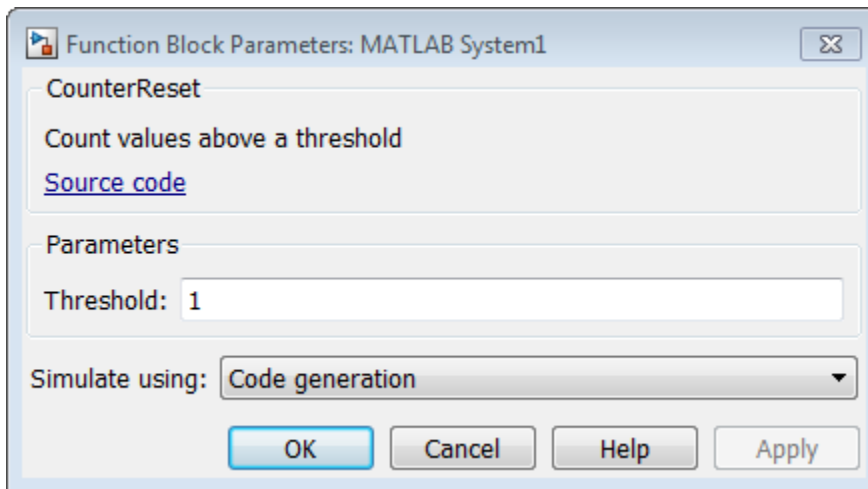 Function Block Parameters: MATLAB System1
CounterReset
Count values above a threshold
Source code
Parameters
Threshold: 1
Simulate using: Code generation
OK Cancel Help Apply